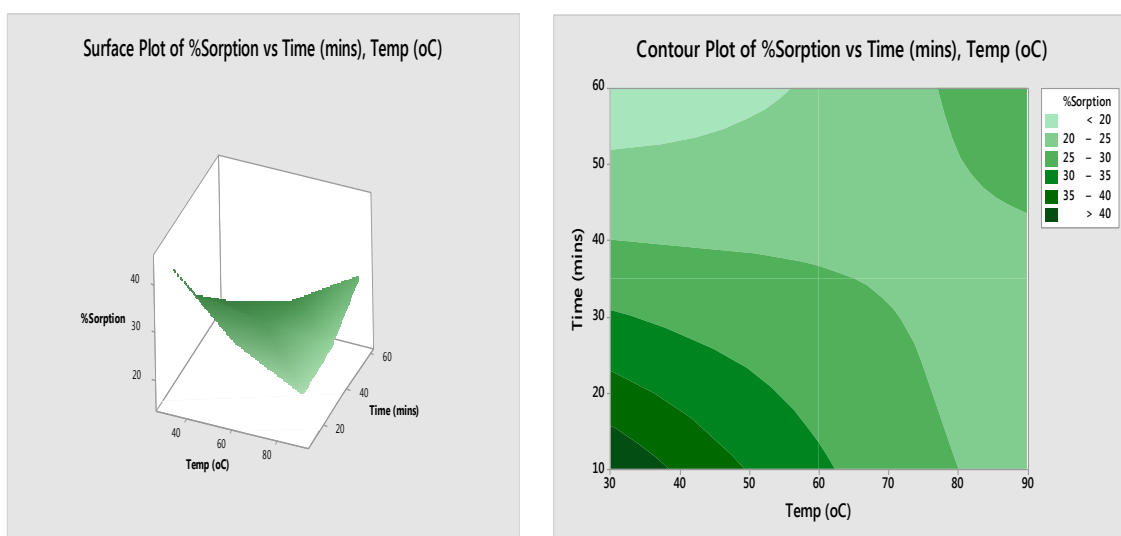 Surface Plot of %Sorption vs Time (mins), Temp (oC)
40
%Sorption
30
20
60
40
Time (mins)
20
40
60
80
Temp (oC)
Contour Plot of %Sorption vs Time (mins), Temp (oC)
60
50
40
30
20
10
Time (mins)
30 40 50 60 70 80 90
Temp (oC)
%Sorption
< 20
20 – 25
25 – 30
30 – 35
35 – 40
> 40